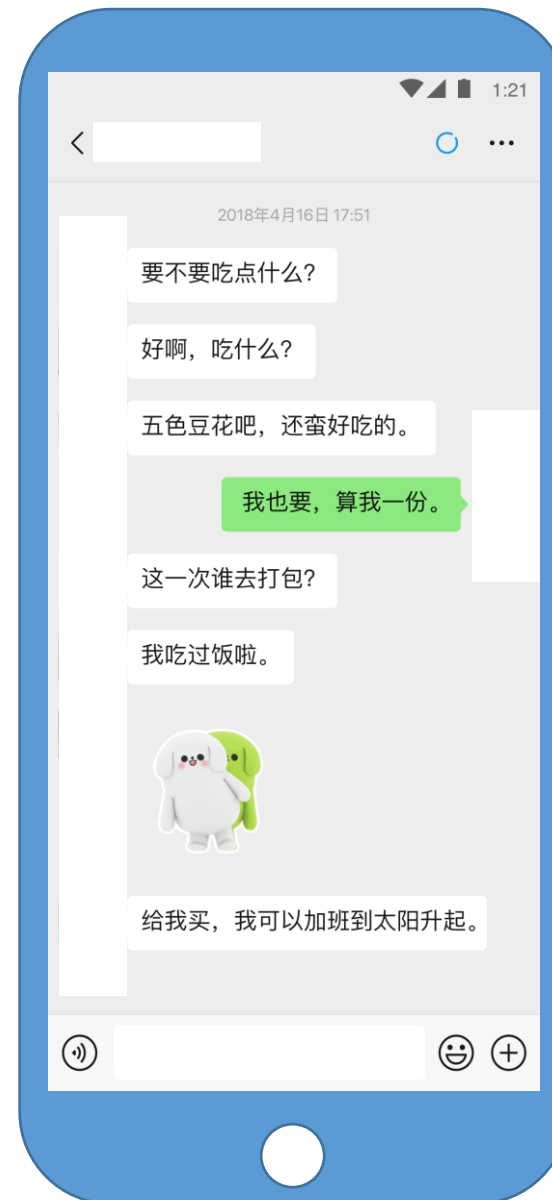 1:21
2018年4月16日 17:51
要不要吃点什么?
好啊，吃什么?
五色豆花吧，还蛮好吃的。
我也要，算我一份。
这一次谁去打包?
我吃过饭啦。
给我买，我可以加班到太阳升起。